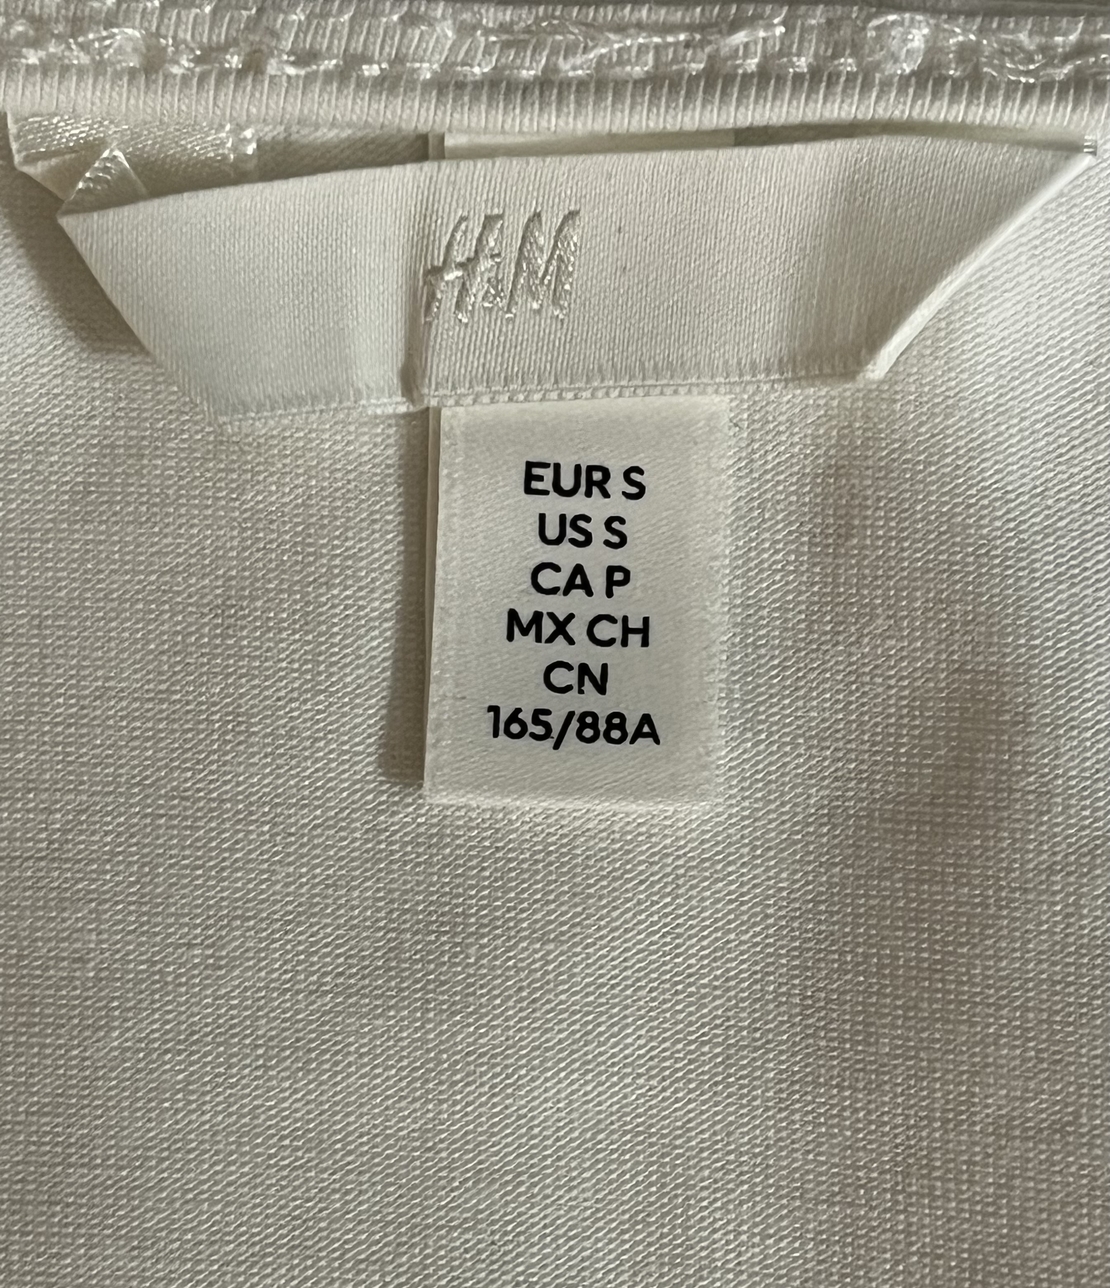 H&M
EUR S
US S
CA P
MX CH
CN
165/88A